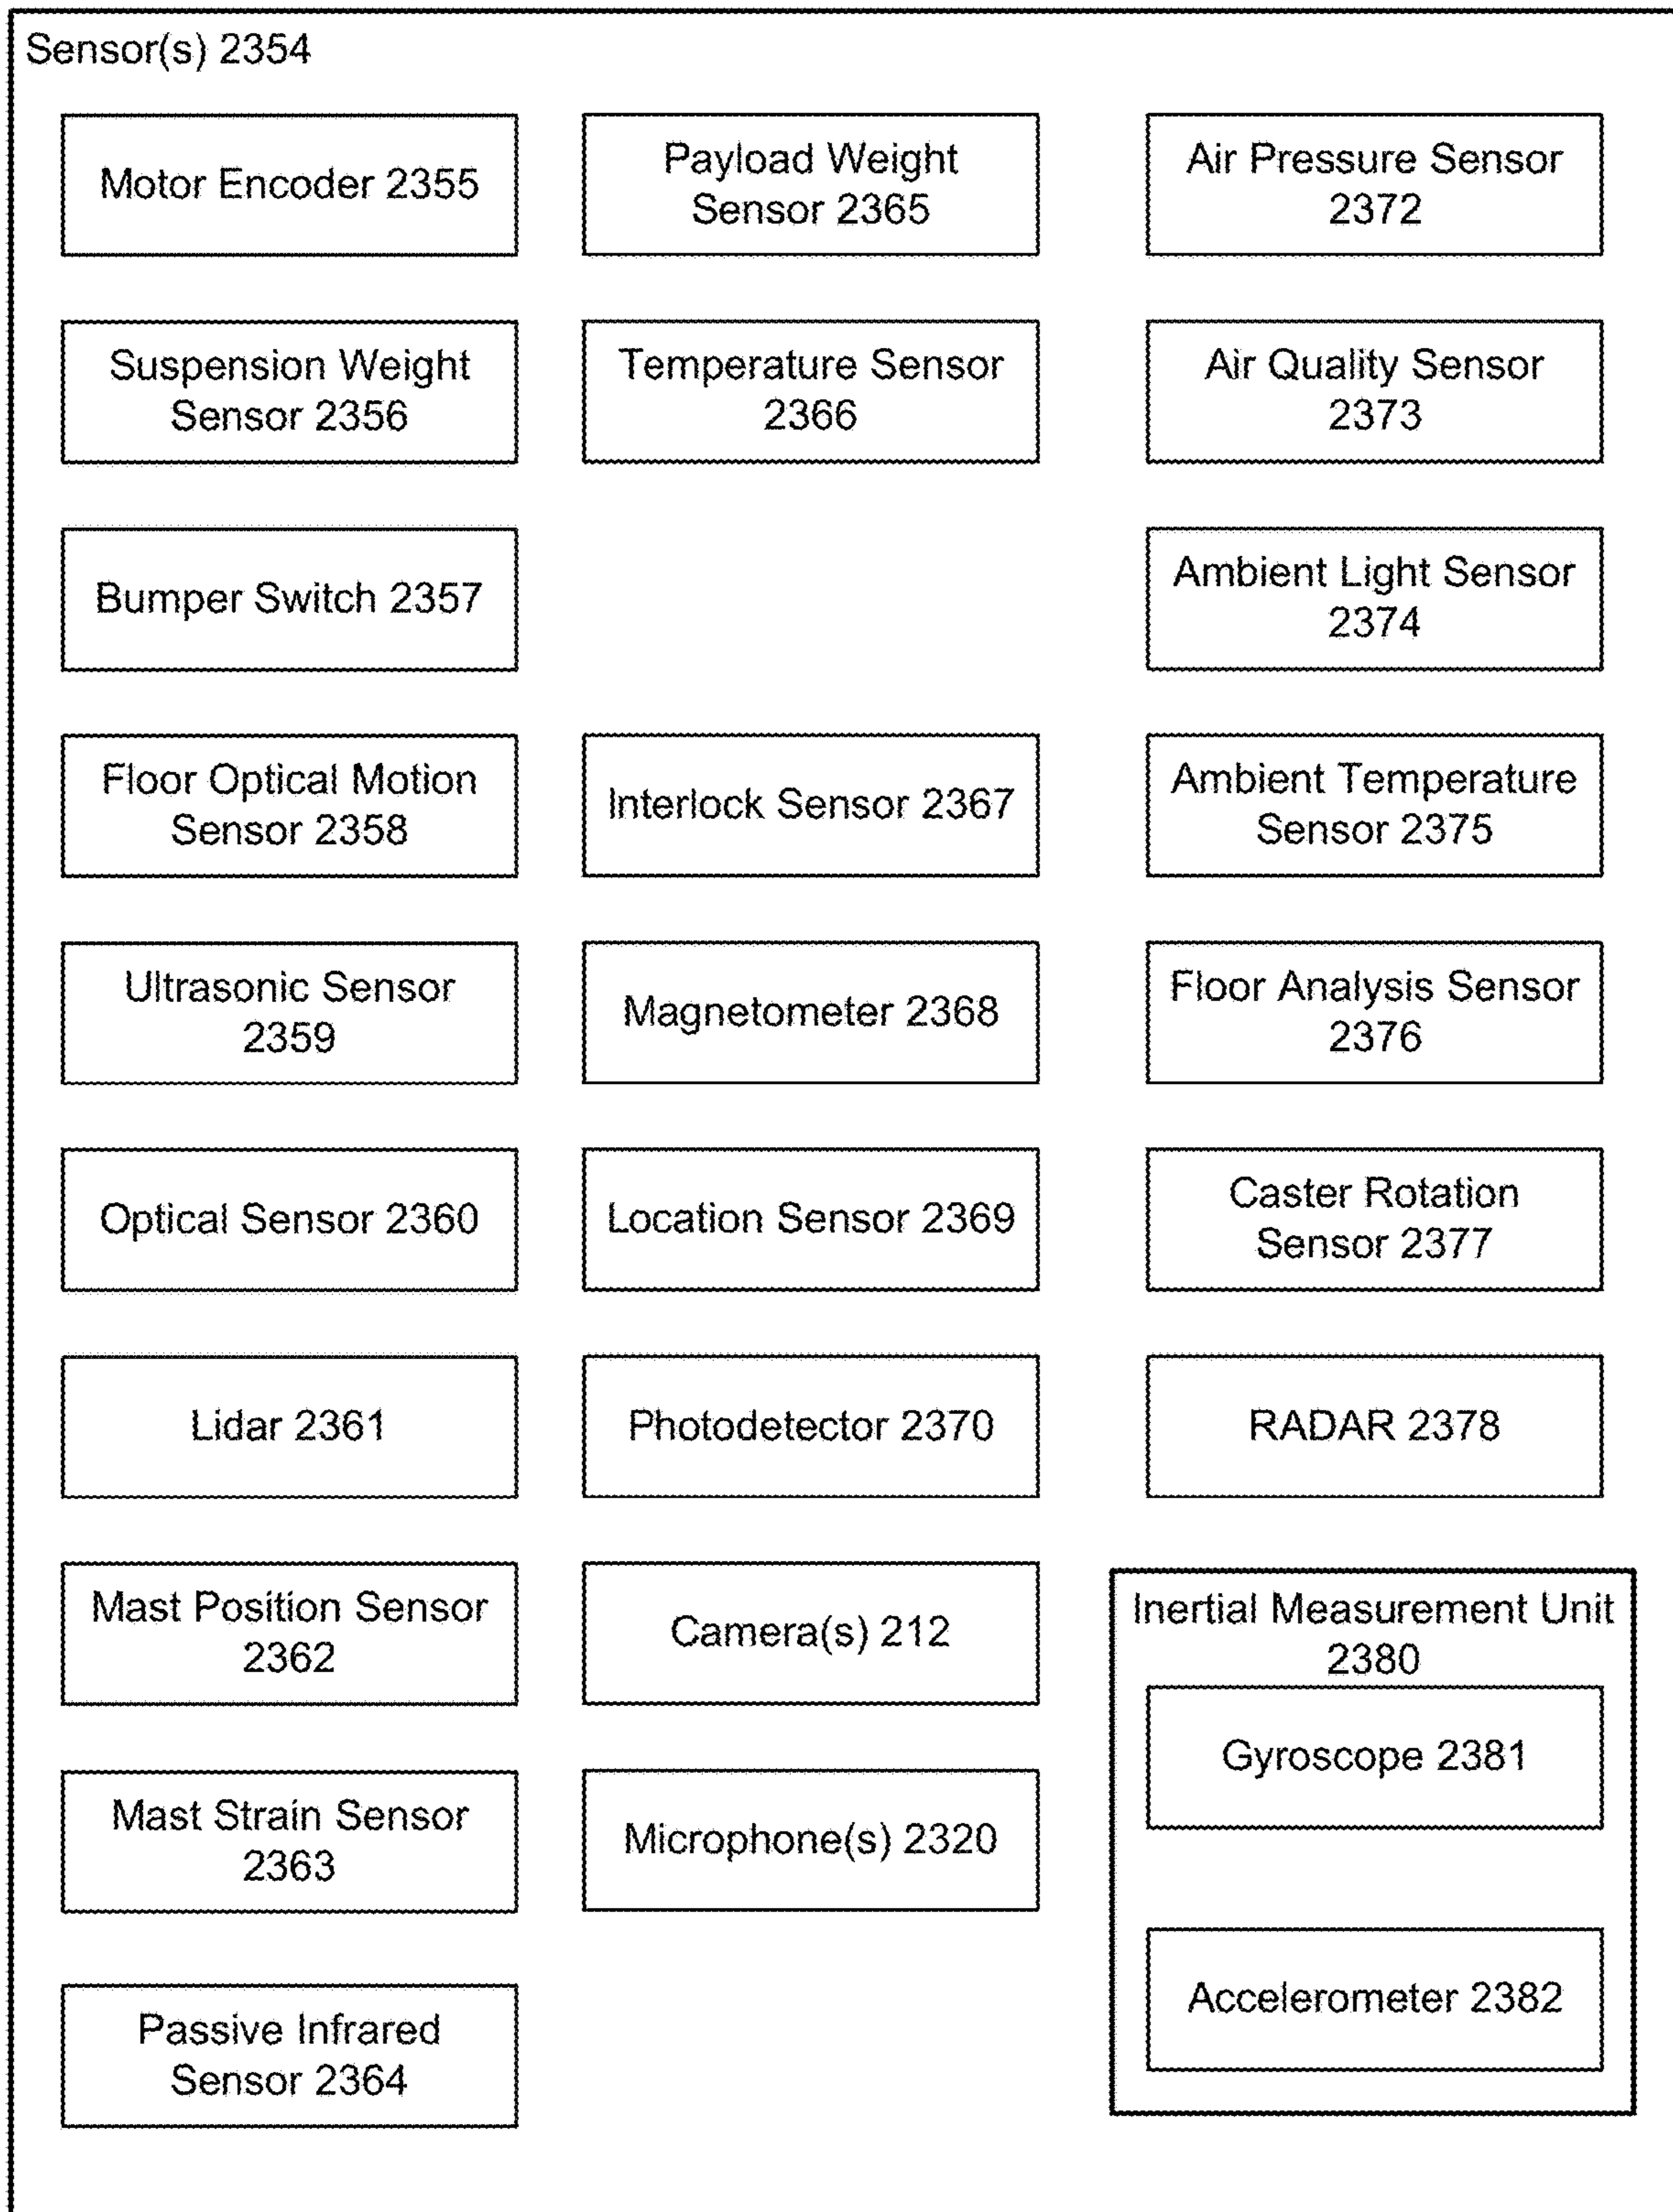 Sensor(s) 2354
Motor Encoder 2355
Suspension Weight
Sensor 2356
Bumper Switch 2357
Floor Optical Motion
Sensor 2358
Ultrasonic Sensor
2359
Optical Sensor 2360
Lidar 2361
Mast Position Sensor
2362
Mast Strain Sensor
2363
Passive Infrared
Sensor 2364
Payload Weight
Sensor 2365
Temperature Sensor
2366
Interlock Sensor 2367
Magnetometer 2368
Location Sensor 2369
Photodetector 2370
Camera(s) 212
Microphone(s) 2320
Air Pressure Sensor
2372
Air Quality Sensor
2373
Ambient Light Sensor
2374
Ambient Temperature
Sensor 2375
Floor Analysis Sensor
2376
Caster Rotation
Sensor 2377
RADAR 2378
Inertial Measurement Unit
2380
Gyroscope 2381
Accelerometer 2382